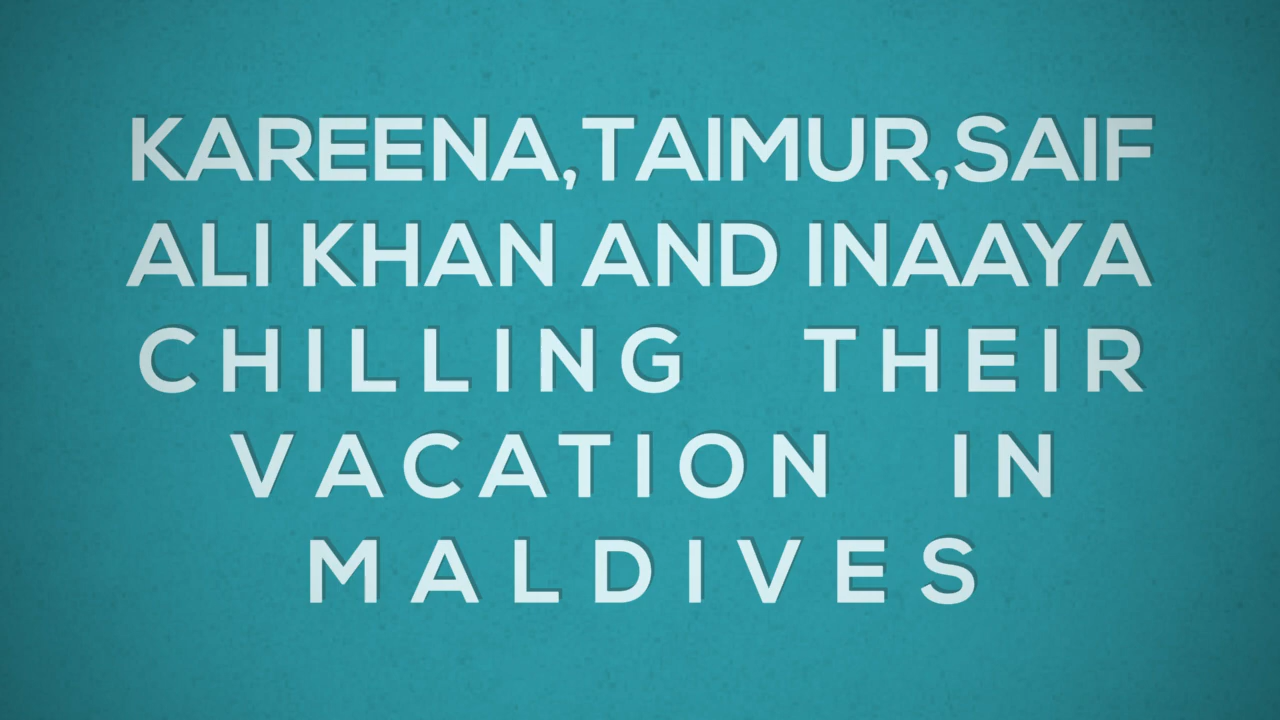 KAREENA,TAIMUR,SAIF
ALI KHAN AND INAAYA
CHILLING THEIR
VACATION IN
MALDIVES